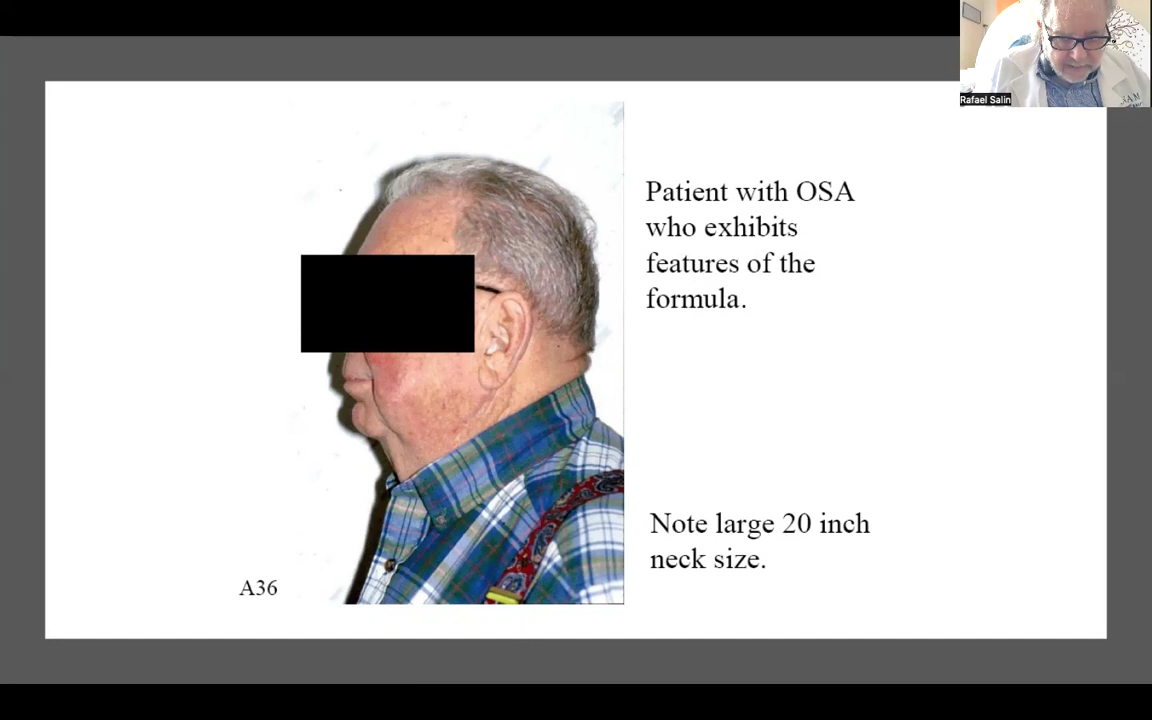 Rafael Salin
Patient with OSA
who exhibits
features of the
formula.
Note large 20 inch
neck size.
A36